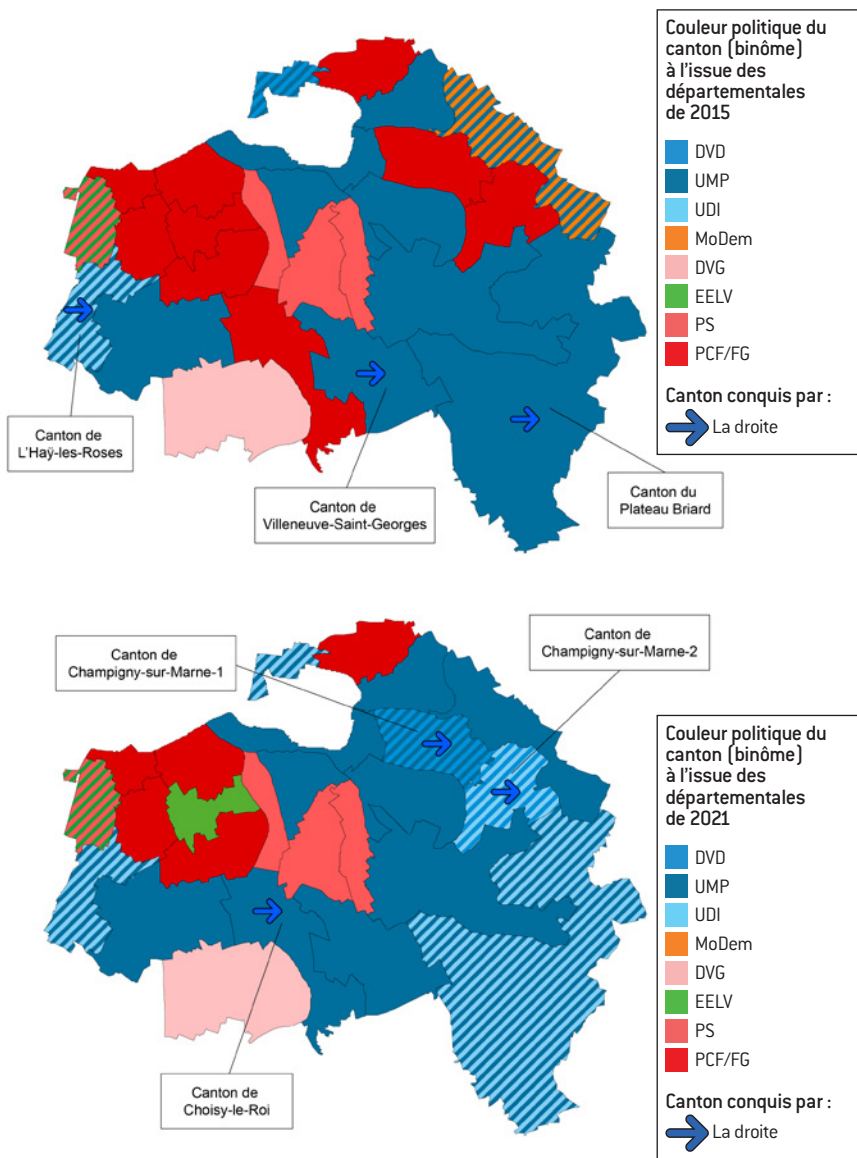 Couleur politique du
canton (binôme)
à l'issue des
départementales
de 2015
DVD
UMP
UDI
MoDem
DVG
EELV
PS
PCF/FG
Canton conquis par :
La droite
Canton de
L'Haÿ-les-Roses
Canton de
Villeneuve-Saint-Georges
Canton du
Plateau Briard
Canton de
Champigny-sur-Marne-1
Canton de
Champigny-sur-Marne-2
Couleur politique du
canton (binôme)
à l'issue des
départementales
de 2021
DVD
UMP
UDI
MoDem
DVG
EELV
PS
PCF/FG
Canton conquis par :
La droite
Canton de
Choisy-le-Roi